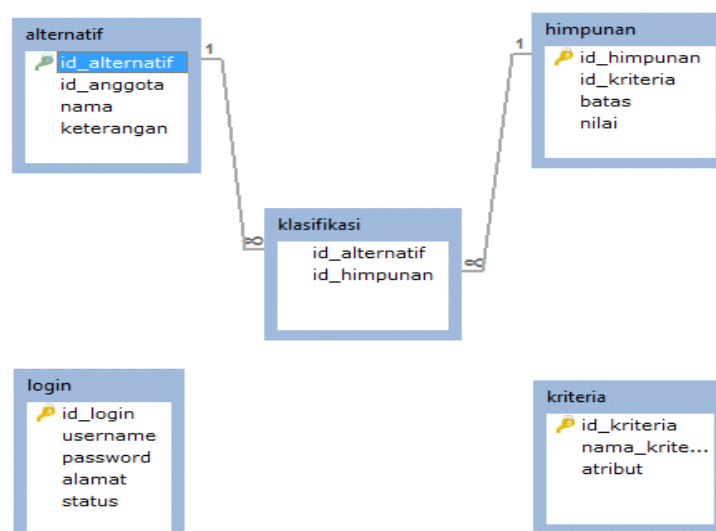 alternatif
id_alternatif
id_anggota
nama
keterangan
1
himpunan
id_himpunan
id_kriteria
batas
nilai
1
klasifikasi
id_alternatif
id_himpunan
∞
∞
login
id_login
username
password
alamat
status
kriteria
id_kriteria
nama_krite...
atribut